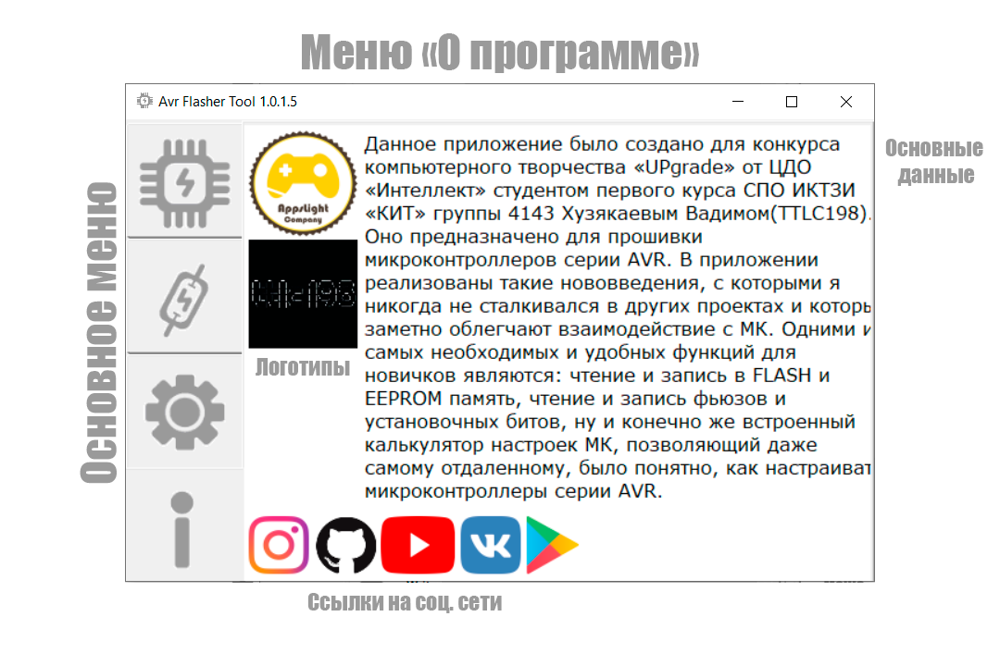 Меню «О программе»
Avr Flasher Tool 1.0.1.5
Основное меню
AppsLight
Company
Логотипы
Данное приложение было создано для конкурса
компьютерного творчества «UPgrade» от ЦДО
«Интеллект» студентом первого курса СПО ИКТЗИ
«КИТ» группы 4143 Хузякаевым Вадимом(TTLC198).
Оно предназначено для прошивки
микроконтроллеров серии AVR. В приложении
реализованы такие нововведения, с которыми я
никогда не сталкивался в других проектах и которь
заметно облегчают взаимодействие с МК. Одними и
самых необходимых и удобных функций для
новичков являются: чтение и запись в FLASH и
EEPROM память, чтение и запись фьюзов и
установочных битов, ну и конечно же встроенный
калькулятор настроек МК, позволяющий даже
самому отдаленному, было понятно, как настраиват
микроконтроллеры серии AVR.
Основные
данные
Ссылки на соц. сети